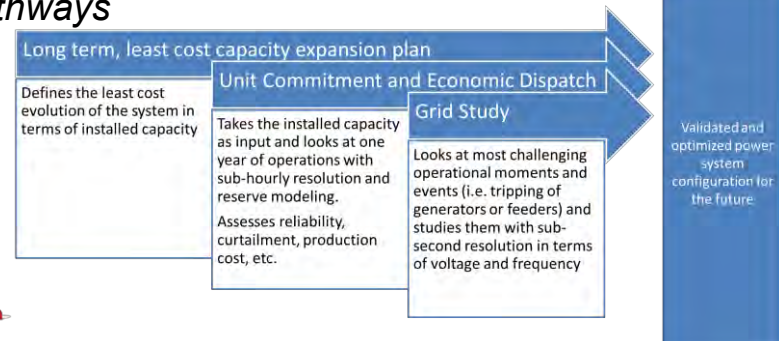 thways
Long term, least cost capacity expansion plan
Defines the least cost
evolution of the system in
terms of installed capacity
Unit Commitment and Economic Dispatch
Takes the installed capacity
as input and looks at one
year of operations with
sub-hourly resolution and
reserve modeling.
Assesses reliability,
curtailment, production
cost, etc.
Grid Study
Looks at most challenging
operational moments and
events (i.e. tripping of
generators or feeders) and
studies them with sub-
second resolution in terms
of voltage and frequency
Validated and
optimized power
system
configuration for
the future